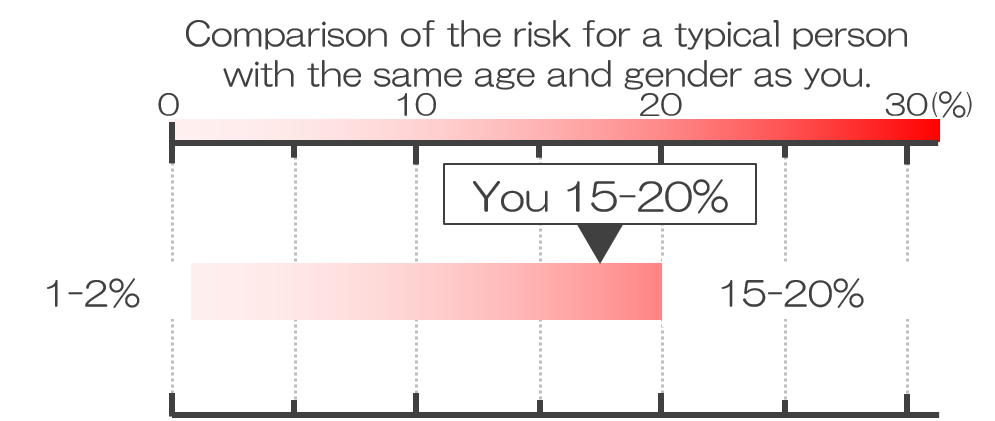 Comparison of the risk for a typical person
with the same age and gender as you.
0 10 20 30(%)
You 15-20%
1-2% 15-20%